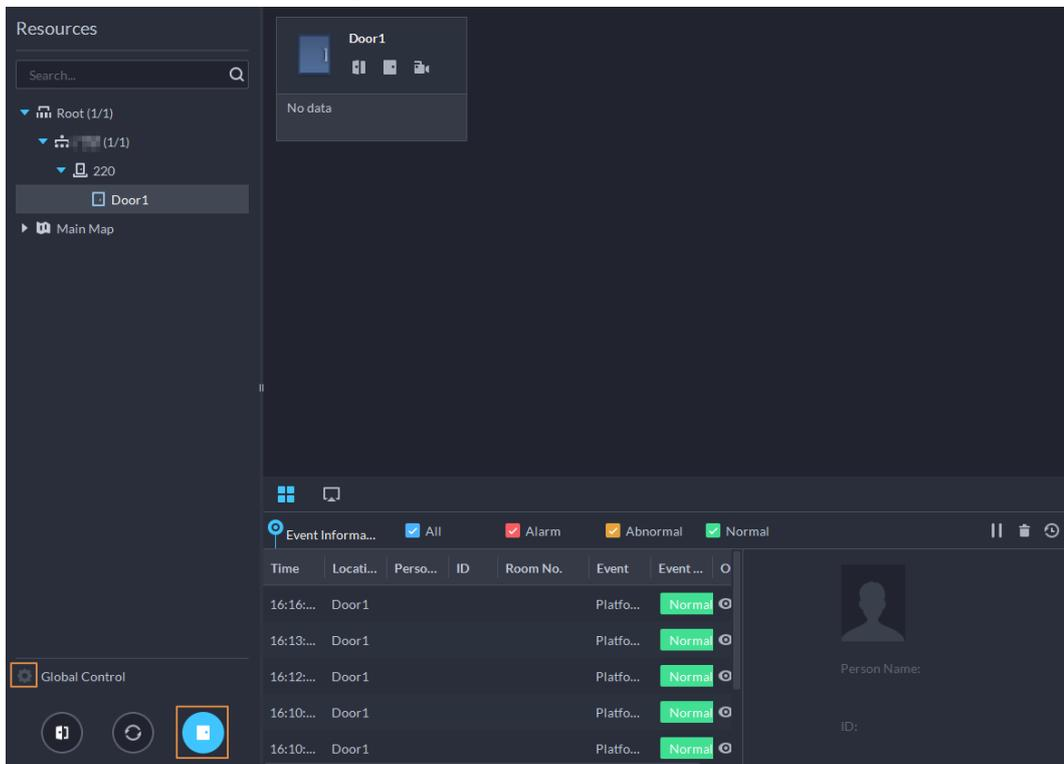 Resources
Search...
Root (1/1)
(1/1)
220
Door1
Main Map
Global Control
Door1
No data
Event Informa...
All
Alarm
Abnormal
Normal
Time Locati... Perso... ID Room No. Event Event ... O
16:16:... Door1 Platfo... Normal
16:13:... Door1 Platfo... Normal
16:12:... Door1 Platfo... Normal
16:10:... Door1 Platfo... Normal
16:10:... Door1 Platfo... Normal
Person Name:
ID: